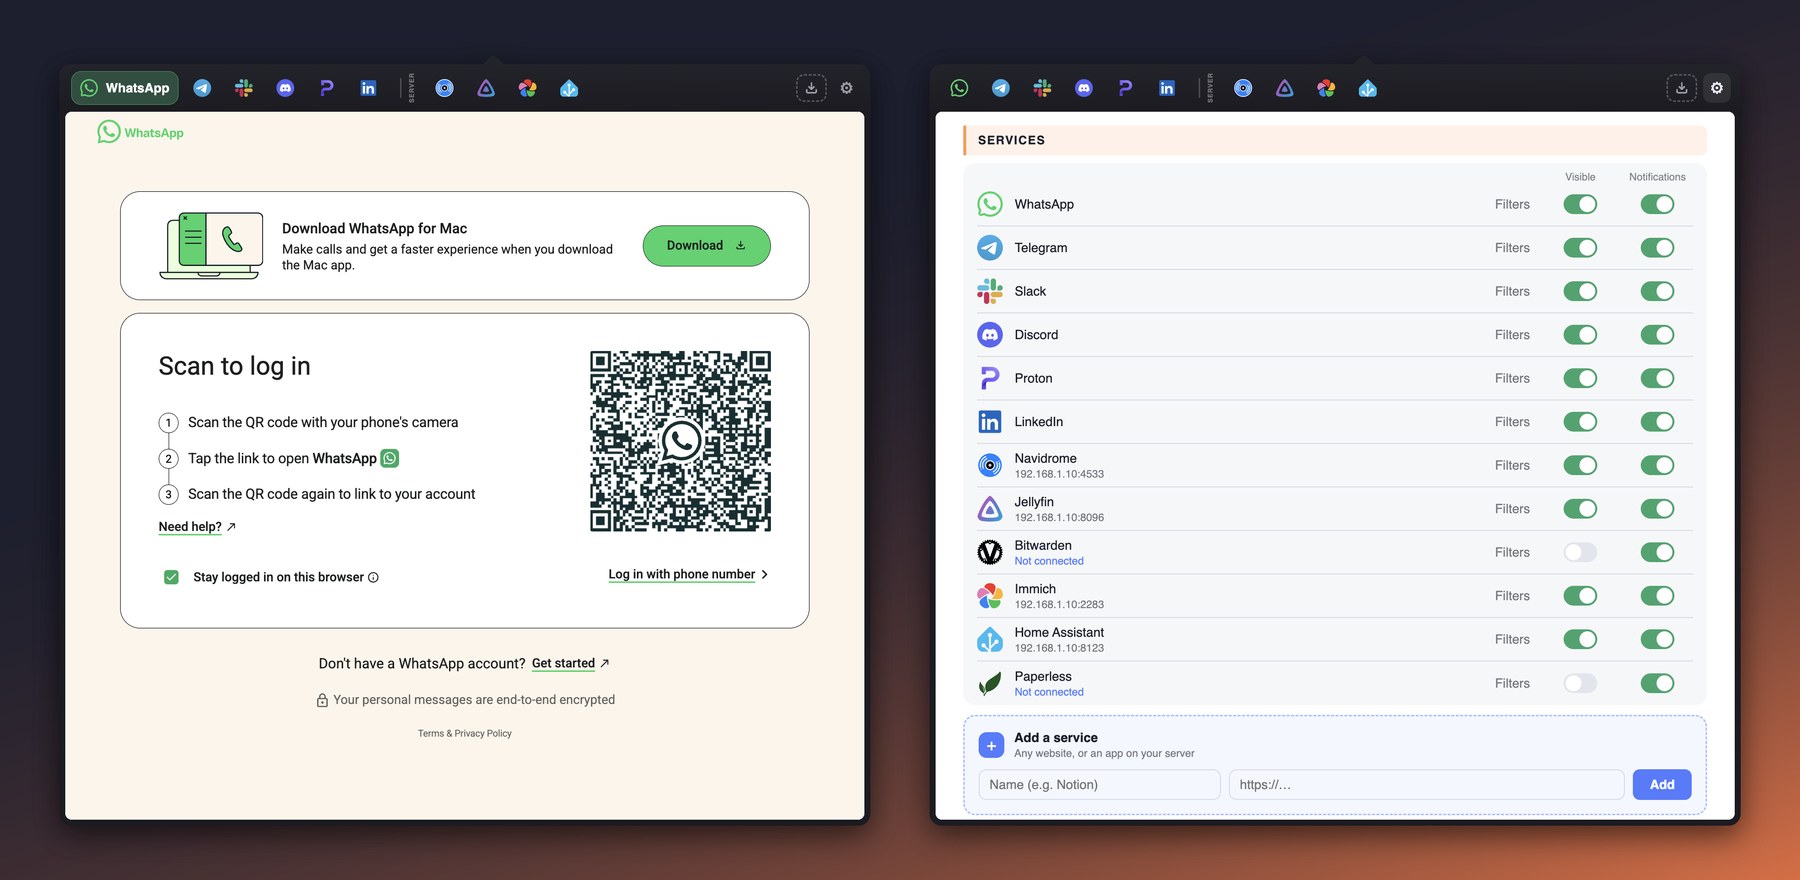 WhatsApp
SERVER
WhatsApp
Download WhatsApp for Mac
Make calls and get a faster experience when you download
the Mac app.
Download
Scan to log in
1 Scan the QR code with your phone's camera
2 Tap the link to open WhatsApp
3 Scan the QR code again to link to your account
Need help?
Stay logged in on this browser
Log in with phone number
Don't have a WhatsApp account? Get started
Your personal messages are end-to-end encrypted
Terms & Privacy Policy
SERVER
SERVICES
Visible Notifications
WhatsApp Filters
Telegram Filters
Slack Filters
Discord Filters
Proton Filters
LinkedIn Filters
Navidrome
192.168.1.10:4533
Filters
Jellyfin
192.168.1.10:8096
Filters
Bitwarden
Not connected
Filters
Immich
192.168.1.10:2283
Filters
Home Assistant
192.168.1.10:8123
Filters
Paperless
Not connected
Filters
Add a service
Any website, or an app on your server
Name (e.g. Notion) https://... Add